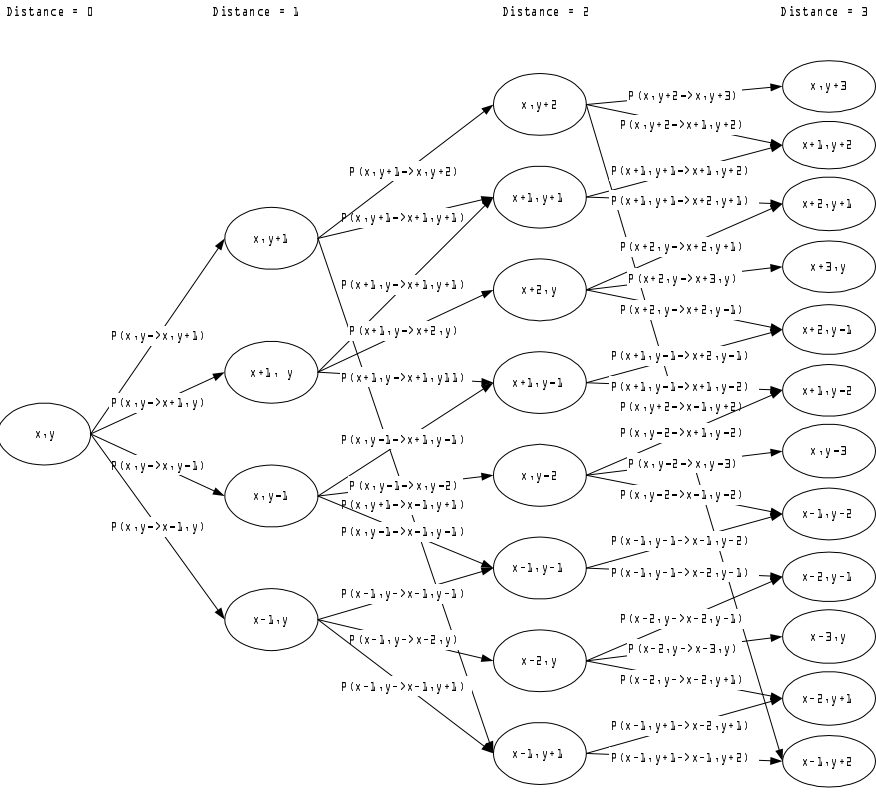 Distance = 0
Distance = 1
Distance = 2
Distance = 3
x,y
P(x,y->x,y+1)
P(x,y->x+1,y)
P(x,y->x,y-1)
P(x,y->x-1,y)
x,y+1
x+1, y
x,y-1
x-1,y
P(x,y+1->x,y+2)
P(x,y+1->x+1,y+1)
P(x+1,y->x+1,y+1)
P(x+1,y->x+2,y)
P(x+1,y->x+1,y11)
P(x,y-1->x+1,y-1)
P(x,y-1->x,y-2)
P(x,y+1->x-1,y+1)
P(x,y-1->x-1,y-1)
P(x-1,y->x-1,y-1)
P(x-1,y->x-2,y)
P(x-1,y->x-1,y+1)
x,y+2
x+1,y+1
x+2,y
x+1,y-1
x,y-2
x-1,y-1
x-2,y
x-1,y+1
P(x,y+2->x,y+3)
P(x,y+2->x+1,y+2)
P(x+1,y+1->x+1,y+2)
P(x+1,y+1->x+2,y+1)
P(x+2,y->x+2,y+1)
P(x+2,y->x+3,y)
P(x+2,y->x+2,y-1)
P(x+1,y-1->x+2,y-1)
P(x+1,y-1->x+1,y-2)
P(x,y+2->x-1,y+2)
P(x,y-2->x+1,y-2)
P(x,y-2->x,y-3)
P(x,y-2->x-1,y-2)
P(x-1,y-1->x-1,y-2)
P(x-1,y-1->x-2,y-1)
P(x-2,y->x-2,y-1)
P(x-2,y->x-3,y)
P(x-2,y->x-2,y+1)
P(x-1,y+1->x-2,y+1)
P(x-1,y+1->x-1,y+2)
x,y+3
x+1,y+2
x+2,y+1
x+3,y
x+2,y-1
x+1,y-2
x,y-3
x-1,y-2
x-2,y-1
x-3,y
x-2,y+1
x-1,y+2